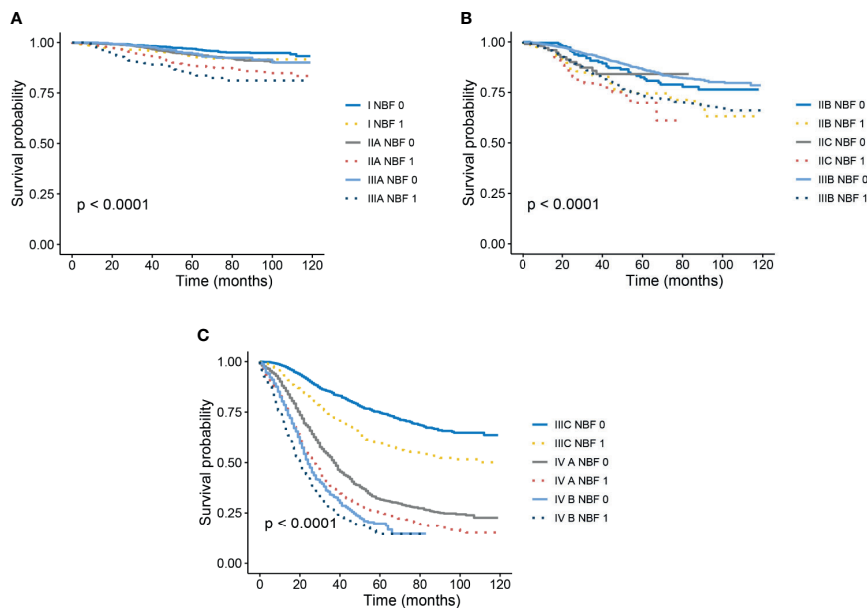 A
1.00
0.75
0.50
0.25
0.00
Survival probability
p < 0.0001
0 20 40 60 80 100 120
Time (months)
I NBF 0
I NBF 1
IIA NBF 0
IIA NBF 1
IIIA NBF 0
IIIA NBF 1
B
1.00
0.75
0.50
0.25
0.00
Survival probability
p < 0.0001
0 20 40 60 80 100 120
Time (months)
IIB NBF 0
IIB NBF 1
IIC NBF 0
IIC NBF 1
IIIB NBF 0
IIIB NBF 1
C
1.00
0.75
0.50
0.25
0.00
Survival probability
p < 0.0001
0 20 40 60 80 100 120
Time (months)
IIIC NBF 0
IIIC NBF 1
IV A NBF 0
IV A NBF 1
IV B NBF 0
IV B NBF 1